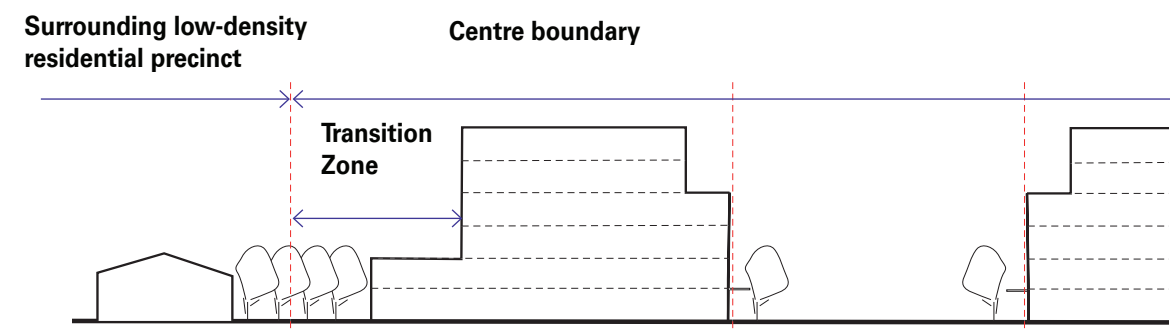 Surrounding low-density
residential precinct
Centre boundary
Transition
Zone